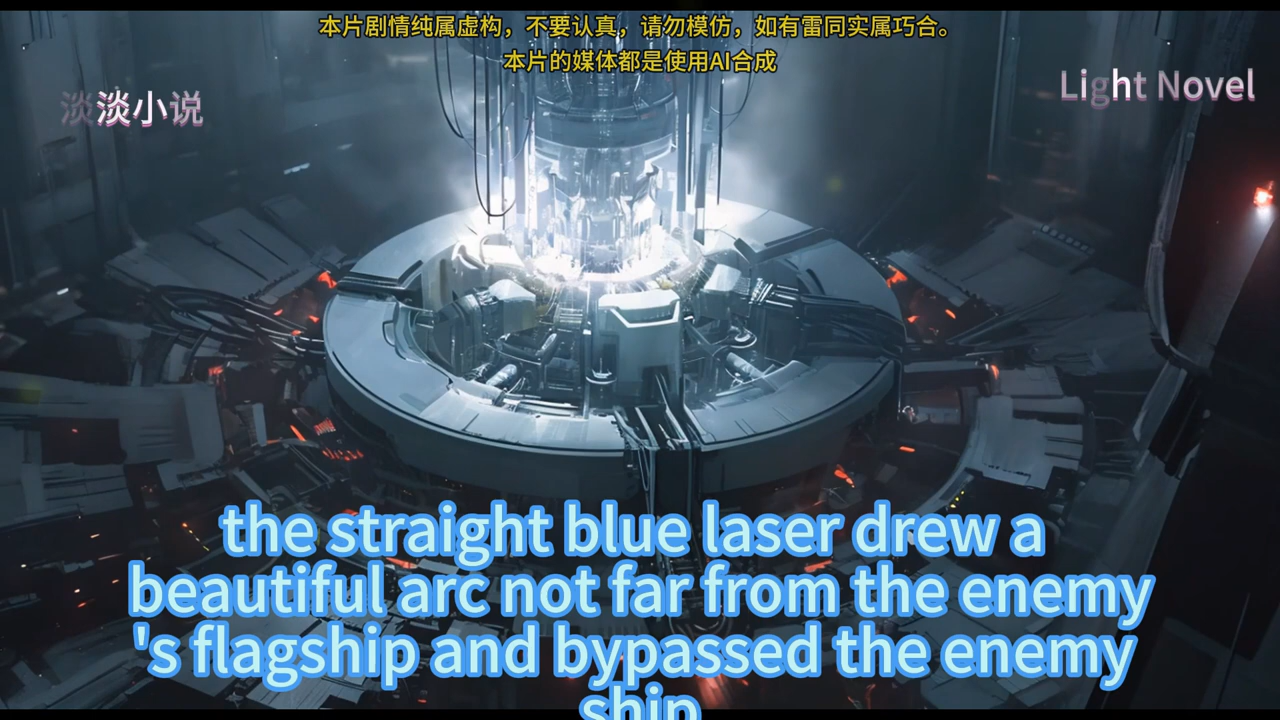 本片剧情纯属虚构，不要认真，请勿模仿，如有雷同实属巧合。
本片的媒体都是使用AI合成
淡淡小说
Light Novel
the straight blue laser drew a
beautiful arc not far from the enemy
's flagship and bypassed the enemy
ship